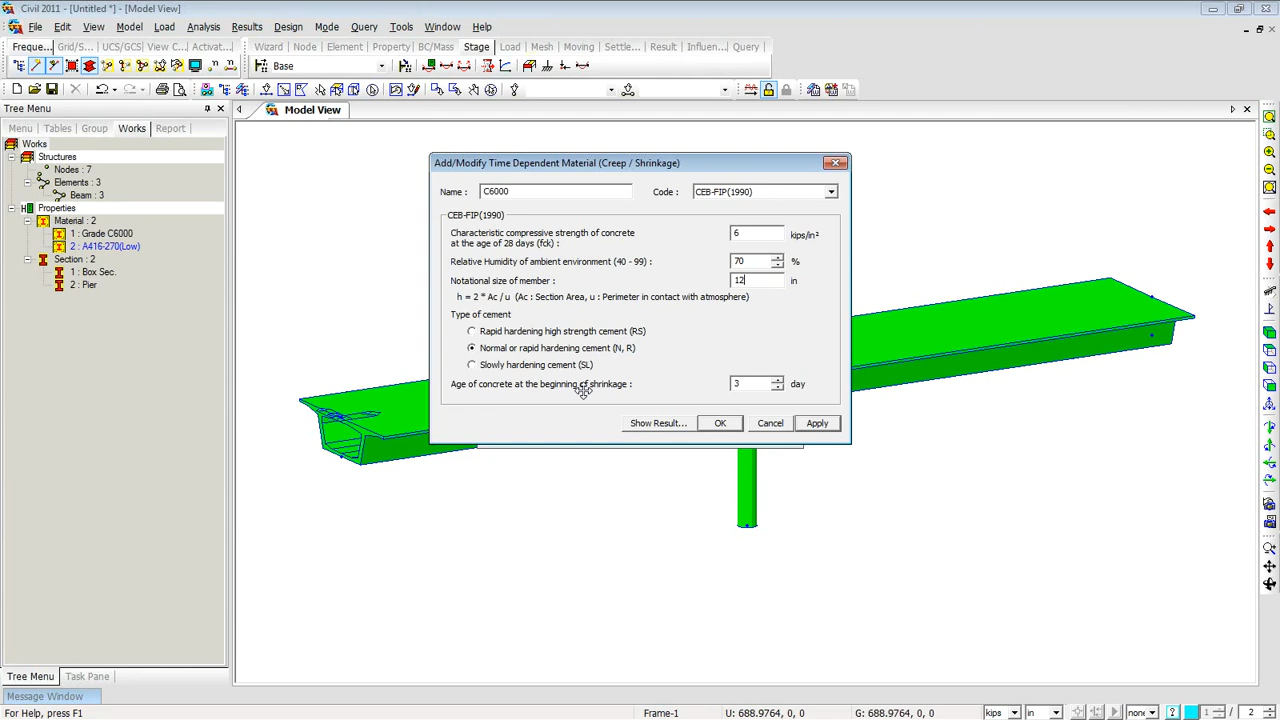 Civil 2011 - [Untitled *] - [Model View]
File Edit View Model Load Analysis Results Design Mode Query Tools Window Help
Freque... Grid/S... UCS/GCS View C... Activat... Wizard Node Element Property BC/Mass Stage Load Mesh Moving Settle... Result Influen... Query
Base
Tree Menu
Model View
Menu Tables Group Works Report
Works
Structures
Nodes : 7
Elements : 3
Beam : 3
Properties
Material : 2
1 : Grade C6000
2 : A416-270(Low)
Section : 2
1 : Box Sec.
2 : Pier
Add/Modify Time Dependent Material (Creep / Shrinkage)
Name : C6000 Code : CEB-FIP(1990)
CEB-FIP(1990)
Characteristic compressive strength of concrete
at the age of 28 days (fck) : 6 kips/in²
Relative Humidity of ambient environment (40 - 99) : 70 %
Notational size of member : 12 in
h = 2 * Ac / u (Ac : Section Area, u : Perimeter in contact with atmosphere)
Type of cement
Rapid hardening high strength cement (RS)
Normal or rapid hardening cement (N, R)
Slowly hardening cement (SL)
Age of concrete at the beginning of shrinkage : 3 day
Show Result... OK Cancel Apply
Tree Menu Task Pane
Message Window
For Help, press F1 Frame-1 U: 688.9764, 0, 0 G: 688.9764, 0, 0 kips in none 1 / 2